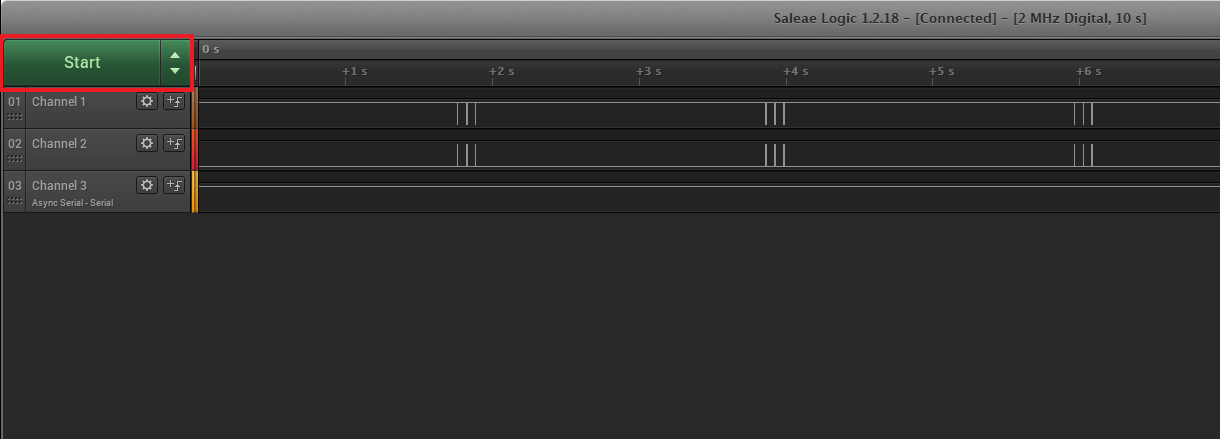 Saleae Logic 1.2.18 - [Connected] - [2 MHz Digital, 10 s]
Start
0 s
+1 s +2 s +3 s +4 s +5 s +6 s
01 Channel 1
02 Channel 2
03 Channel 3
Async Serial - Serial